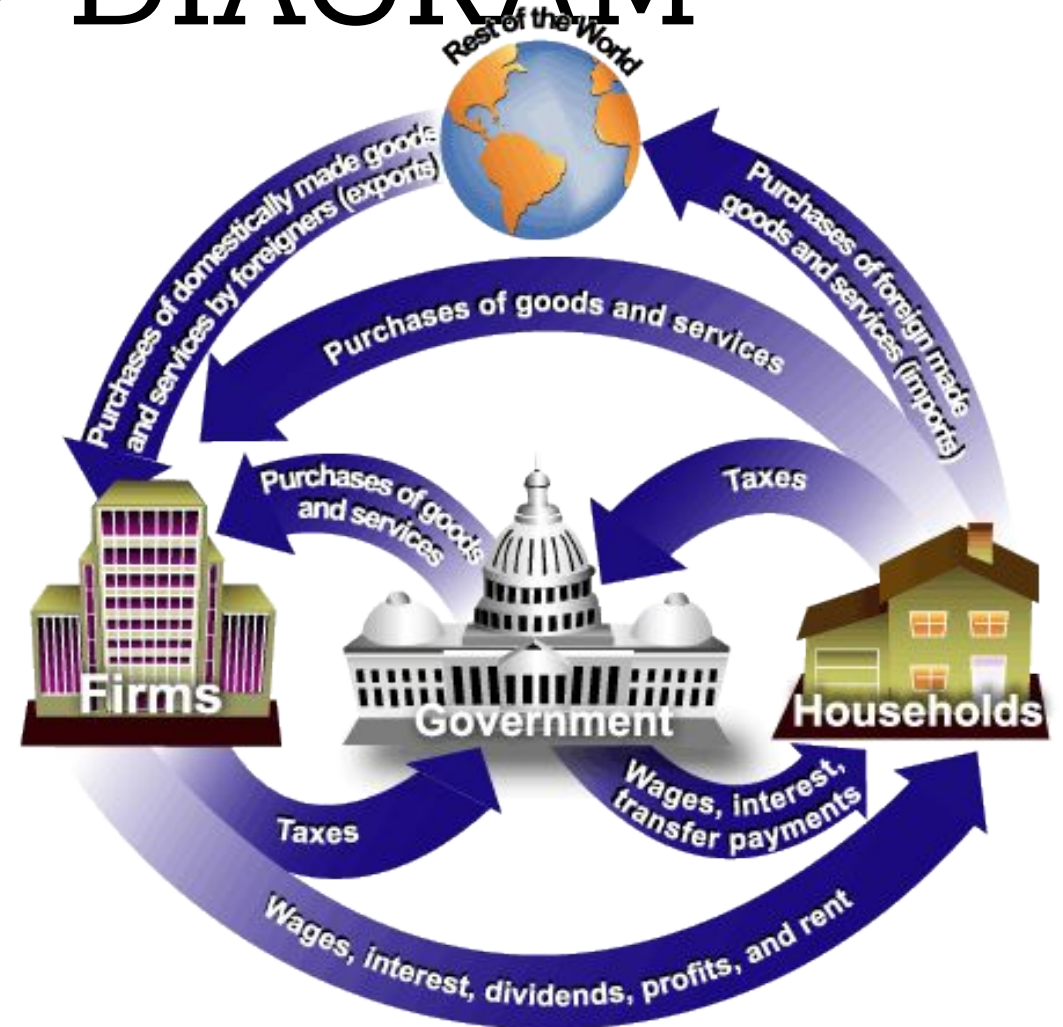 DIAGRAM
Rest of the World
Purchases of domestically made goods
and services by foreigners (exports)
Purchases of foreign made
goods and services (imports)
Purchases of goods and services
Purchases of goods
and services
Taxes
Firms
Government
Households
Taxes
Wages, interest,
transfer payments
Wages, interest, dividends, profits, and rent